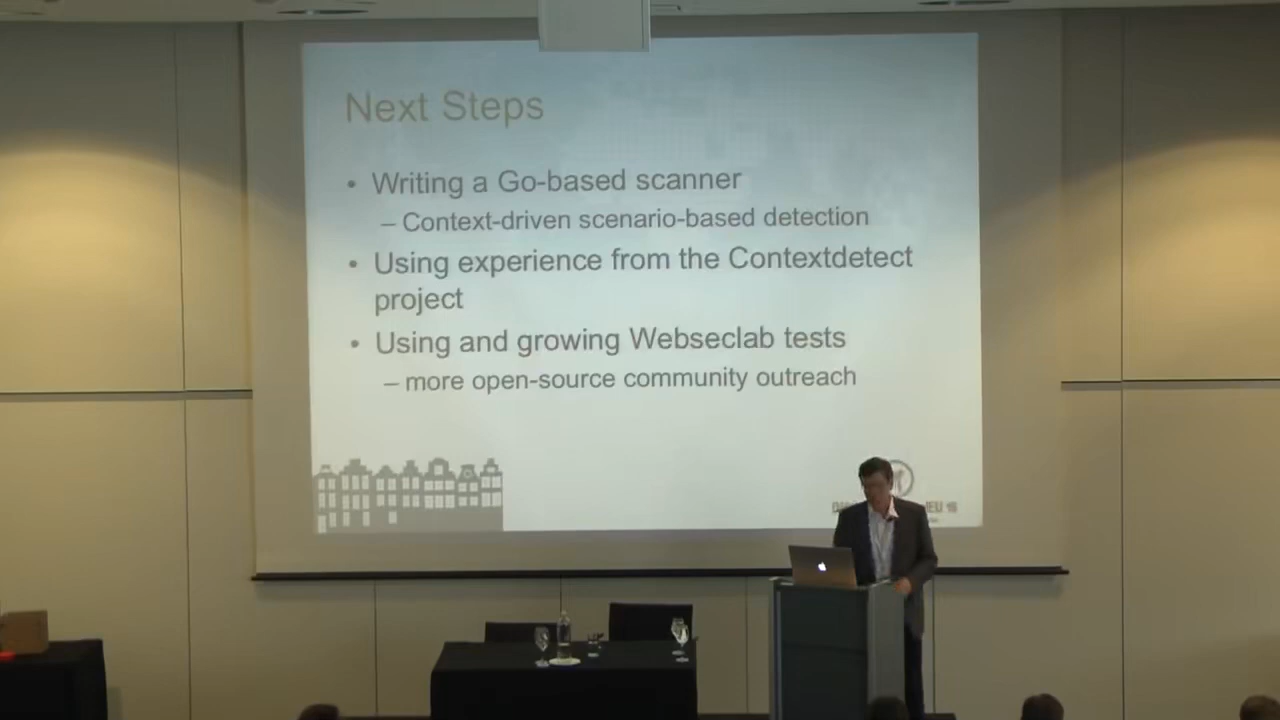 Next Steps
• Writing a Go-based scanner
– Context-driven scenario-based detection
• Using experience from the Contextdetect
project
• Using and growing Webseclab tests
– more open-source community outreach